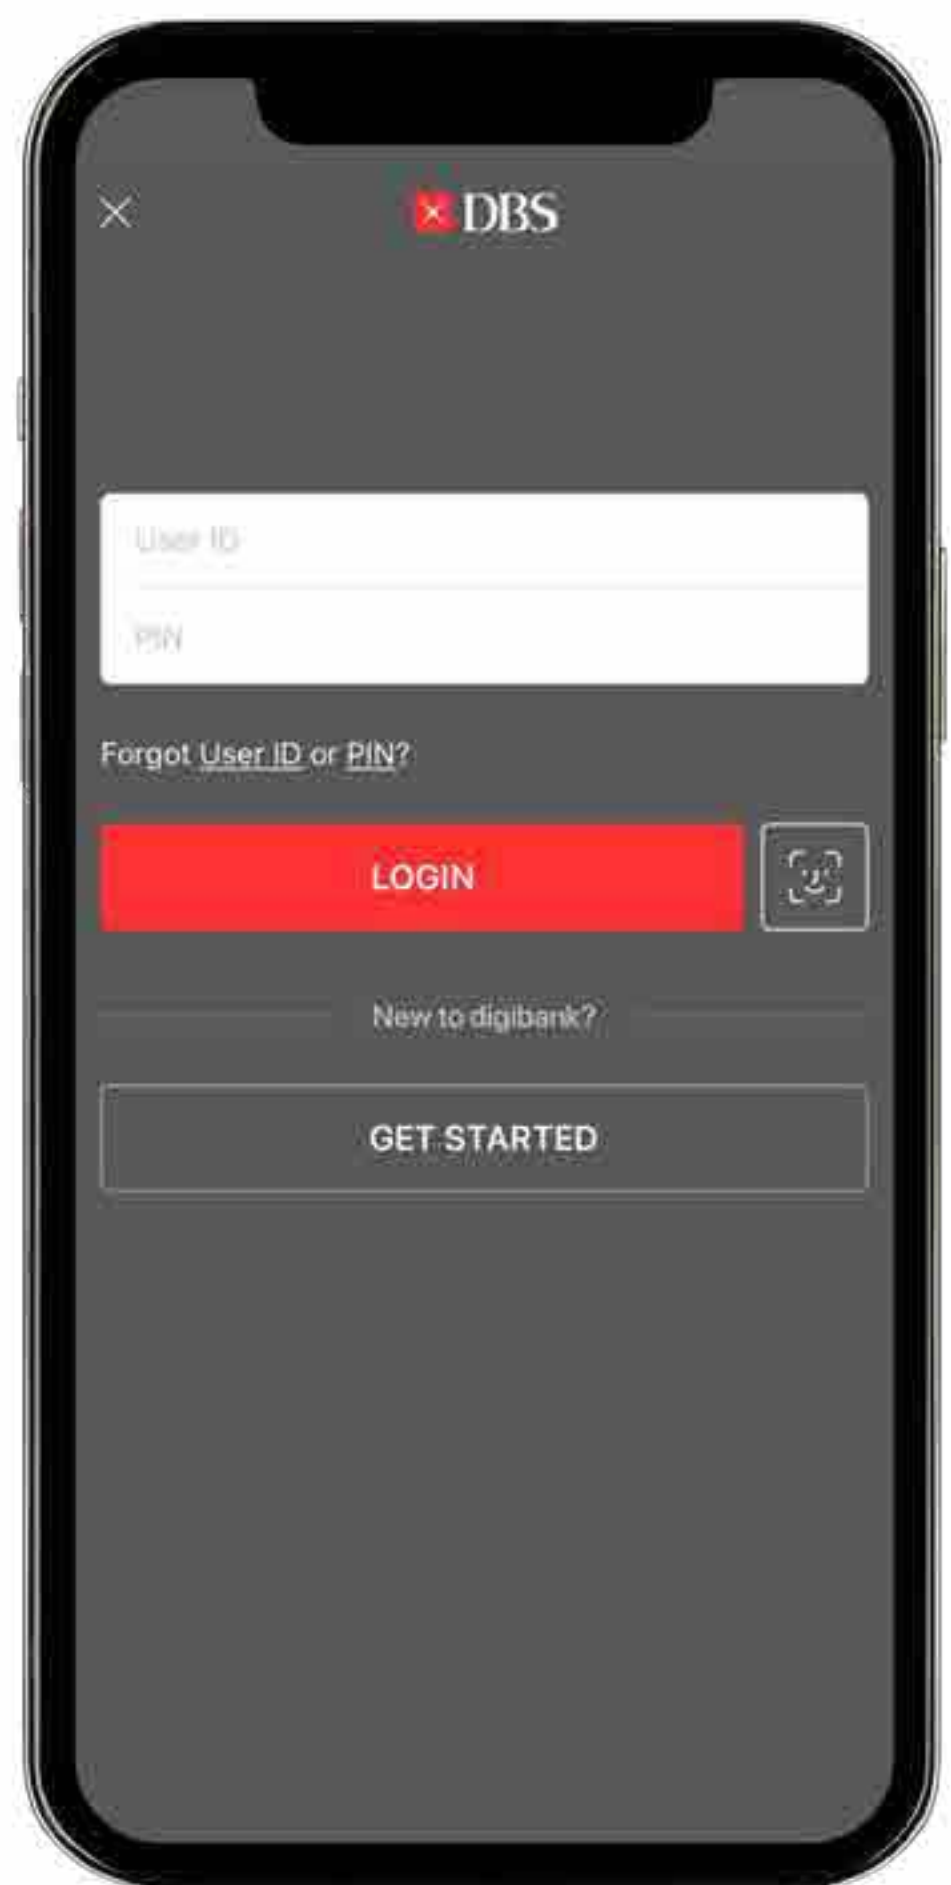 DBS
User ID
PIN
Forgot User ID or PIN?
LOGIN
New to digibank?
GET STARTED